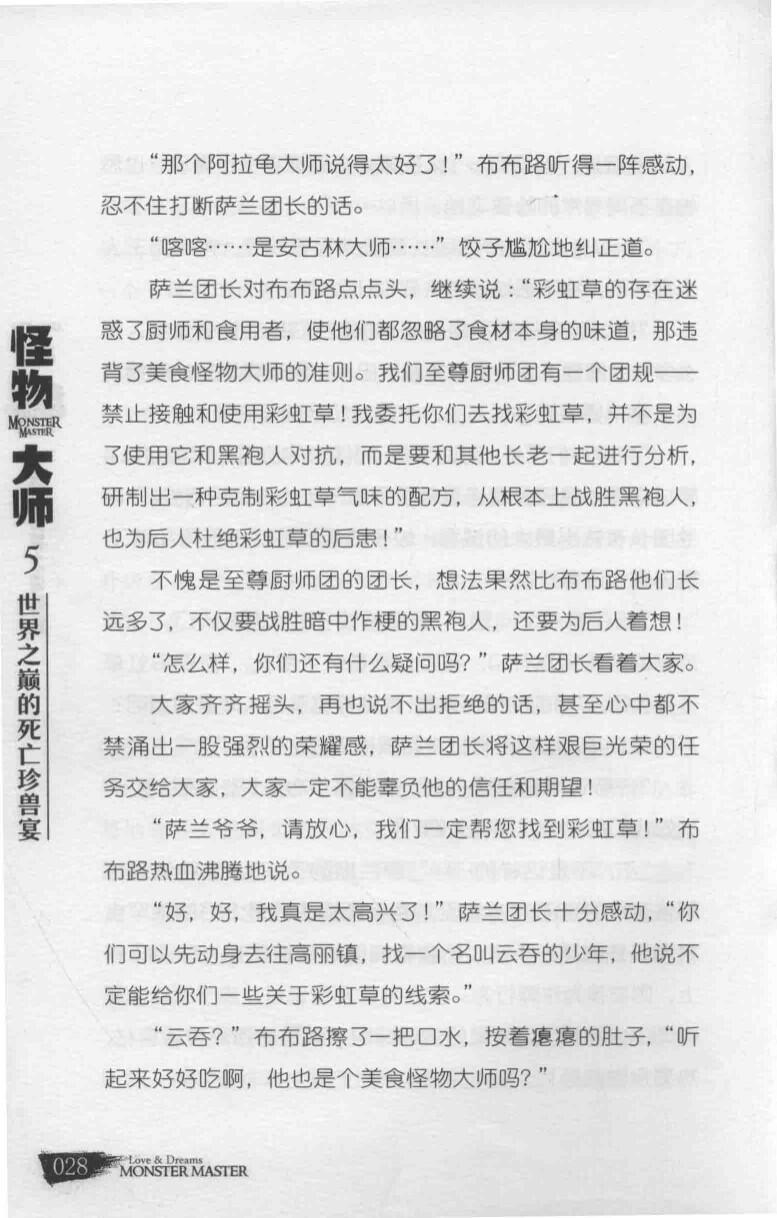 “那个阿拉龟大师说得太好了！”布布路听得一阵感动，
忍不住打断萨兰团长的话。
“喀喀……是安古林大师……”饺子尴尬地纠正道。
萨兰团长对布布路点点头，继续说：“彩虹草的存在迷
惑了厨师和食用者，使他们都忽略了食材本身的味道，那违
背了美食怪物大师的准则。我们至尊厨师团有一个团规——
禁止接触和使用彩虹草！我委托你们去找彩虹草，并不是为
了使用它和黑袍人对抗，而是要和其他长老一起进行分析，
研制出一种克制彩虹草气味的配方，从根本上战胜黑袍人，
也为后人杜绝彩虹草的后患！”
不愧是至尊厨师团的团长，想法果然比布布路他们长
远多了，不仅要战胜暗中作梗的黑袍人，还要为后人着想！
“怎么样，你们还有什么疑问吗？”萨兰团长看着大家。
大家齐齐摇头，再也说不出拒绝的话，甚至心中都不
禁涌出一股强烈的荣耀感，萨兰团长将这样艰巨光荣的任
务交给大家，大家一定不能辜负他的信任和期望！
“萨兰爷爷，请放心，我们一定帮您找到彩虹草！”布
布路热血沸腾地说。
“好，好，我真是太高兴了！”萨兰团长十分感动，“你
们可以先动身去往高丽镇，找一个名叫云吞的少年，他说不
定能给你们一些关于彩虹草的线索。”
“云吞？”布布路擦了一把口水，按着瘪瘪的肚子，“听
起来好好吃啊，他也是个美食怪物大师吗？”
怪物
MONSTER
MASTER
大师
5
世界之巅的死亡珍兽宴
028
Love & Dreams
MONSTER MASTER